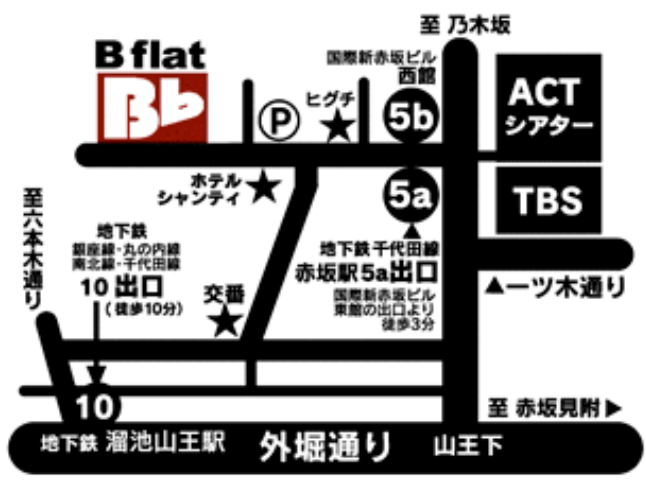 至 乃木坂
B flat
B♭
国際新赤坂ビル
西館
P
ヒグチ
5b
ACT
シアター
ホテル
シャンティ
5a
TBS
至六本木通り
地下鉄
銀座線・丸の内線
南北線・千代田線
10 出口
(徒歩10分)
地下鉄千代田線
赤坂駅5a出口
国際新赤坂ビル
東館の出口より
徒歩3分
▲一ツ木通り
交番
10
至 赤坂見附▶
地下鉄 溜池山王駅
外堀通り
山王下